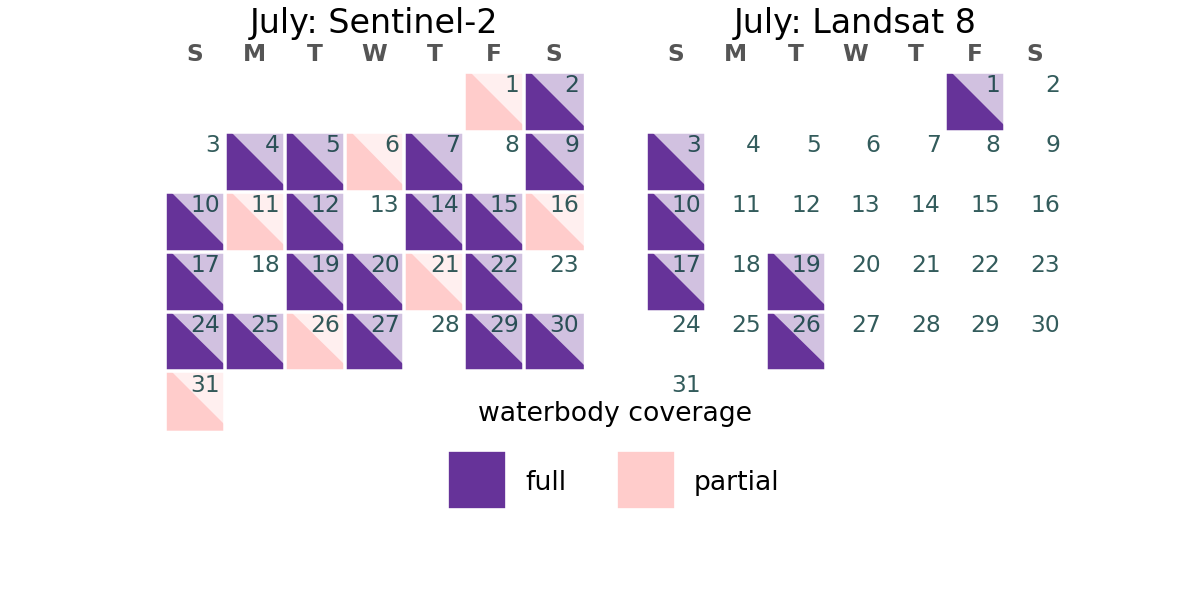 July: Sentinel-2
S M T W T F S
1 2
3 4 5 6 7 8 9
10 11 12 13 14 15 16
17 18 19 20 21 22 23
24 25 26 27 28 29 30
31
July: Landsat 8
S M T W T F S
1 2
3 4 5 6 7 8 9
10 11 12 13 14 15 16
17 18 19 20 21 22 23
24 25 26 27 28 29 30
31
waterbody coverage
full partial